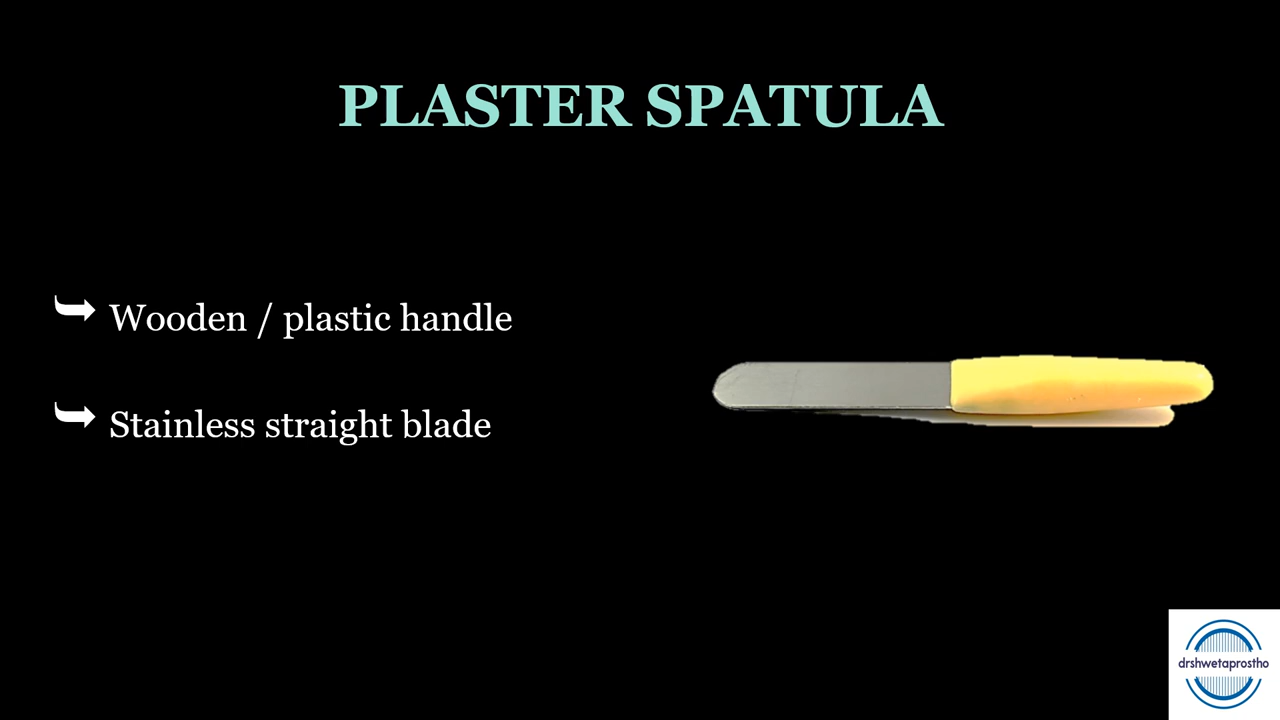 PLASTER SPATULA
➥ Wooden / plastic handle
➥ Stainless straight blade
drshwetaprostho